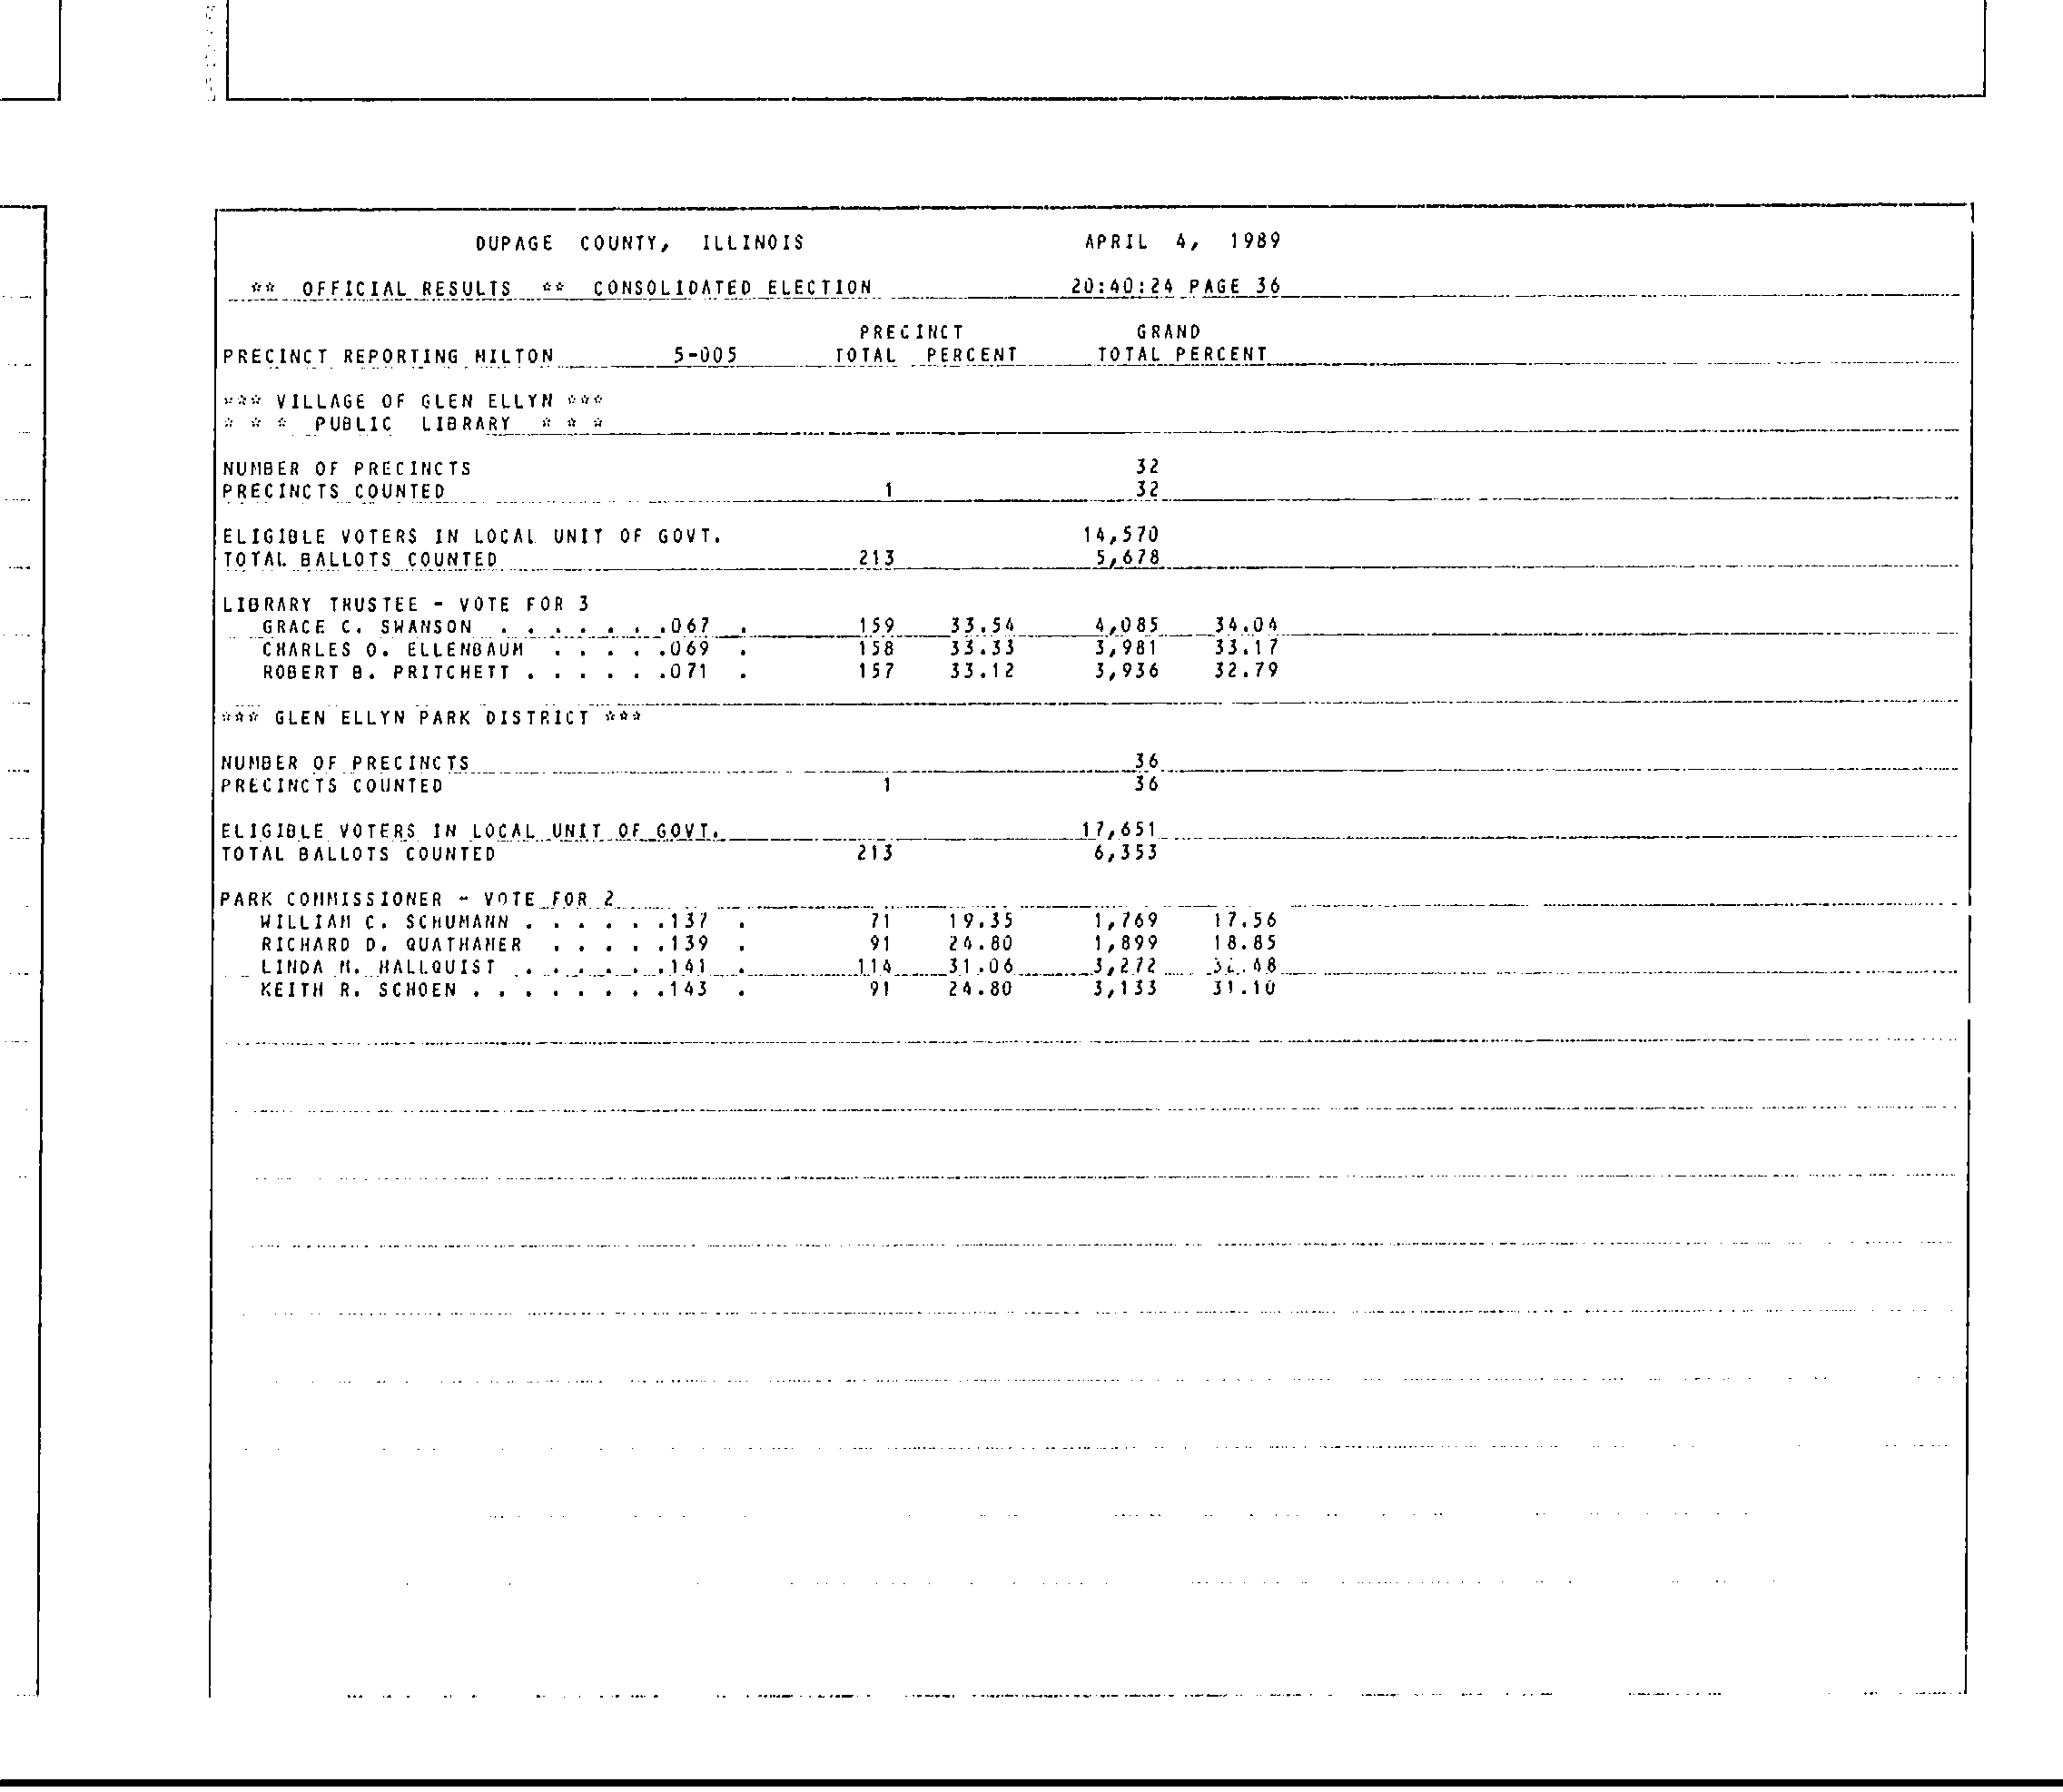 DUPAGE COUNTY, ILLINOIS APRIL 4, 1989
** OFFICIAL RESULTS ** CONSOLIDATED ELECTION 20:40:24 PAGE 36
PRECINCT GRAND
PRECINCT REPORTING MILTON 5-005 TOTAL PERCENT TOTAL PERCENT
*** VILLAGE OF GLEN ELLYN ***
* * * PUBLIC LIBRARY * * *
NUMBER OF PRECINCTS 32
PRECINCTS COUNTED 1 32
ELIGIBLE VOTERS IN LOCAL UNIT OF GOVT. 14,570
TOTAL BALLOTS COUNTED 213 5,678
LIBRARY TRUSTEE - VOTE FOR 3
GRACE C. SWANSON . . . . . . .067 . 159 33.54 4,085 34.04
CHARLES O. ELLENBAUM . . . . .069 . 158 33.33 3,981 33.17
ROBERT B. PRITCHETT . . . . . .071 . 157 33.12 3,936 32.79
*** GLEN ELLYN PARK DISTRICT ***
NUMBER OF PRECINCTS 36
PRECINCTS COUNTED 1 36
ELIGIBLE VOTERS IN LOCAL UNIT OF GOVT. 17,651
TOTAL BALLOTS COUNTED 213 6,353
PARK COMMISSIONER - VOTE FOR 2
WILLIAM C. SCHUMANN . . . . . .137 . 71 19.35 1,769 17.56
RICHARD D. QUATHAMER . . . . .139 . 91 24.80 1,899 18.85
LINDA M. HALLQUIST . . . . . .141 . 114 31.06 3,272 32.48
KEITH R. SCHOEN . . . . . . . .143 . 91 24.80 3,133 31.10